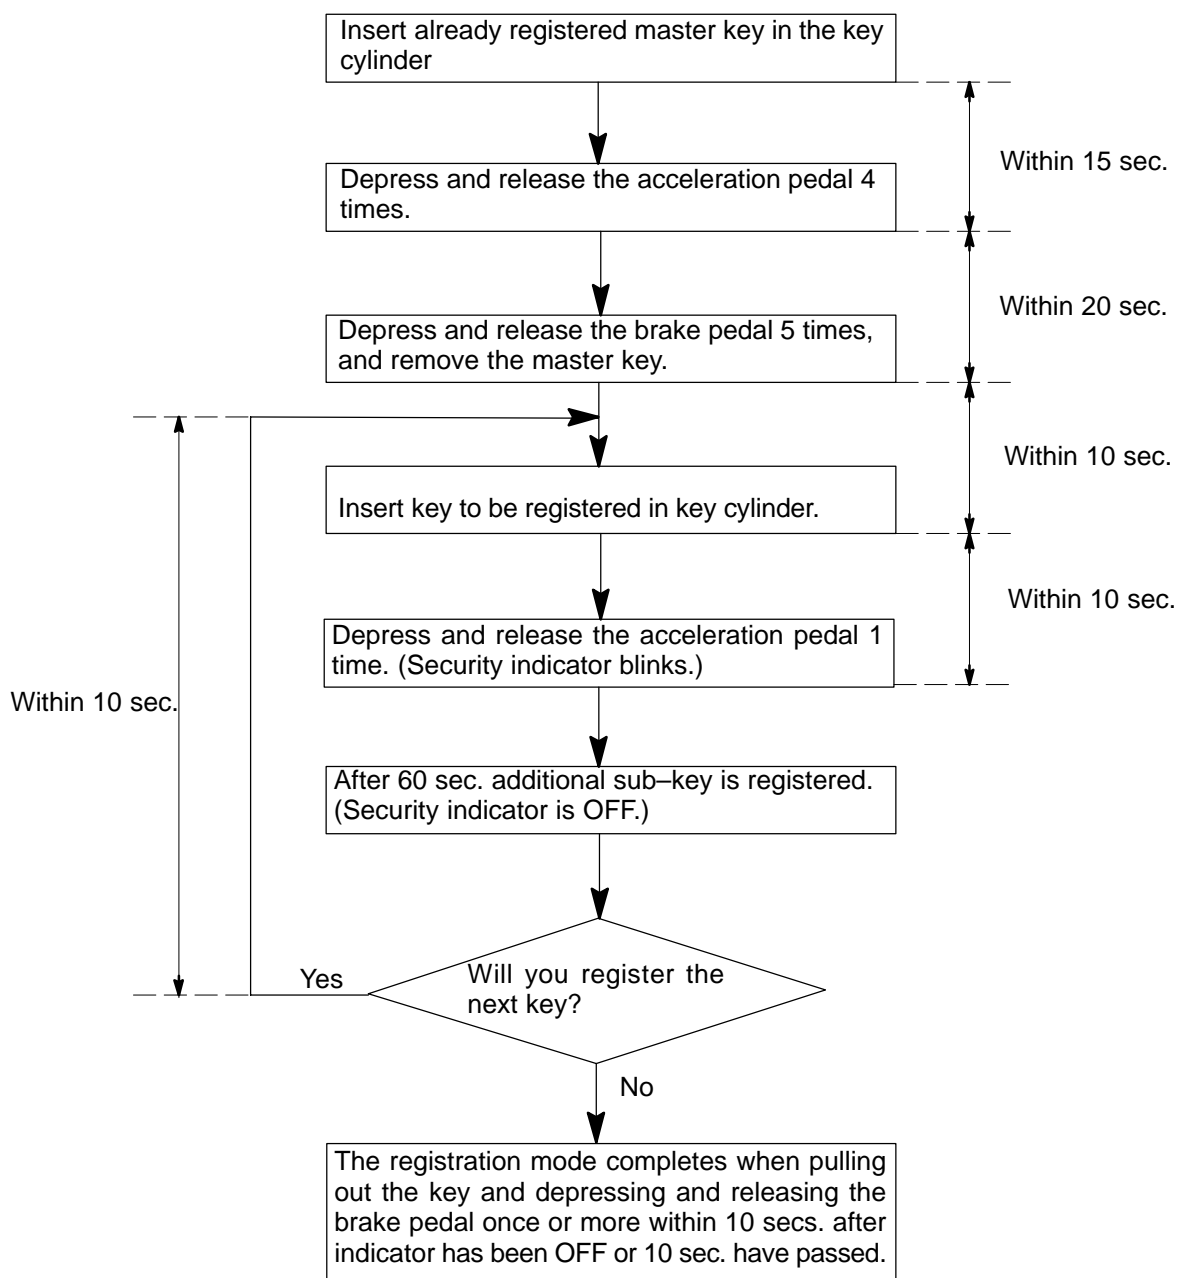 Insert already registered master key in the key
cylinder
Within 15 sec.
Depress and release the acceleration pedal 4
times.
Within 20 sec.
Depress and release the brake pedal 5 times,
and remove the master key.
Within 10 sec.
Insert key to be registered in key cylinder.
Within 10 sec.
Depress and release the acceleration pedal 1
time. (Security indicator blinks.)
Within 10 sec.
After 60 sec. additional sub–key is registered.
(Security indicator is OFF.)
Will you register the
next key?
Yes
No
The registration mode completes when pulling
out the key and depressing and releasing the
brake pedal once or more within 10 secs. after
indicator has been OFF or 10 sec. have passed.